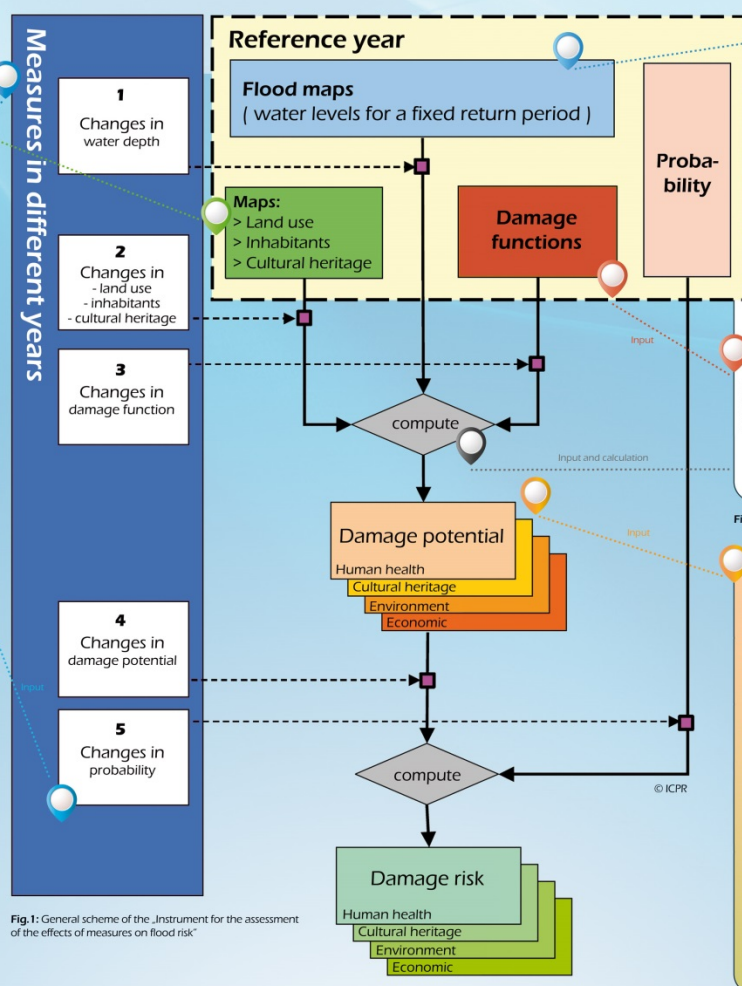 Measures in different years
1
Changes in
water depth
2
Changes in
- land use
- inhabitants
- cultural heritage
3
Changes in
damage function
4
Changes in
damage potential
5
Changes in
probability
Input
Reference year
Flood maps
( water levels for a fixed return period )
Maps:
> Land use
> Inhabitants
> Cultural heritage
Damage
functions
Proba-
bility
Input
compute
Input and calculation
Fi
Input
Damage potential
Human health
Cultural heritage
Environment
Economic
compute
© ICPR
Damage risk
Human health
Cultural heritage
Environment
Economic
Fig.1: General scheme of the „Instrument for the assessment
of the effects of measures on flood risk"